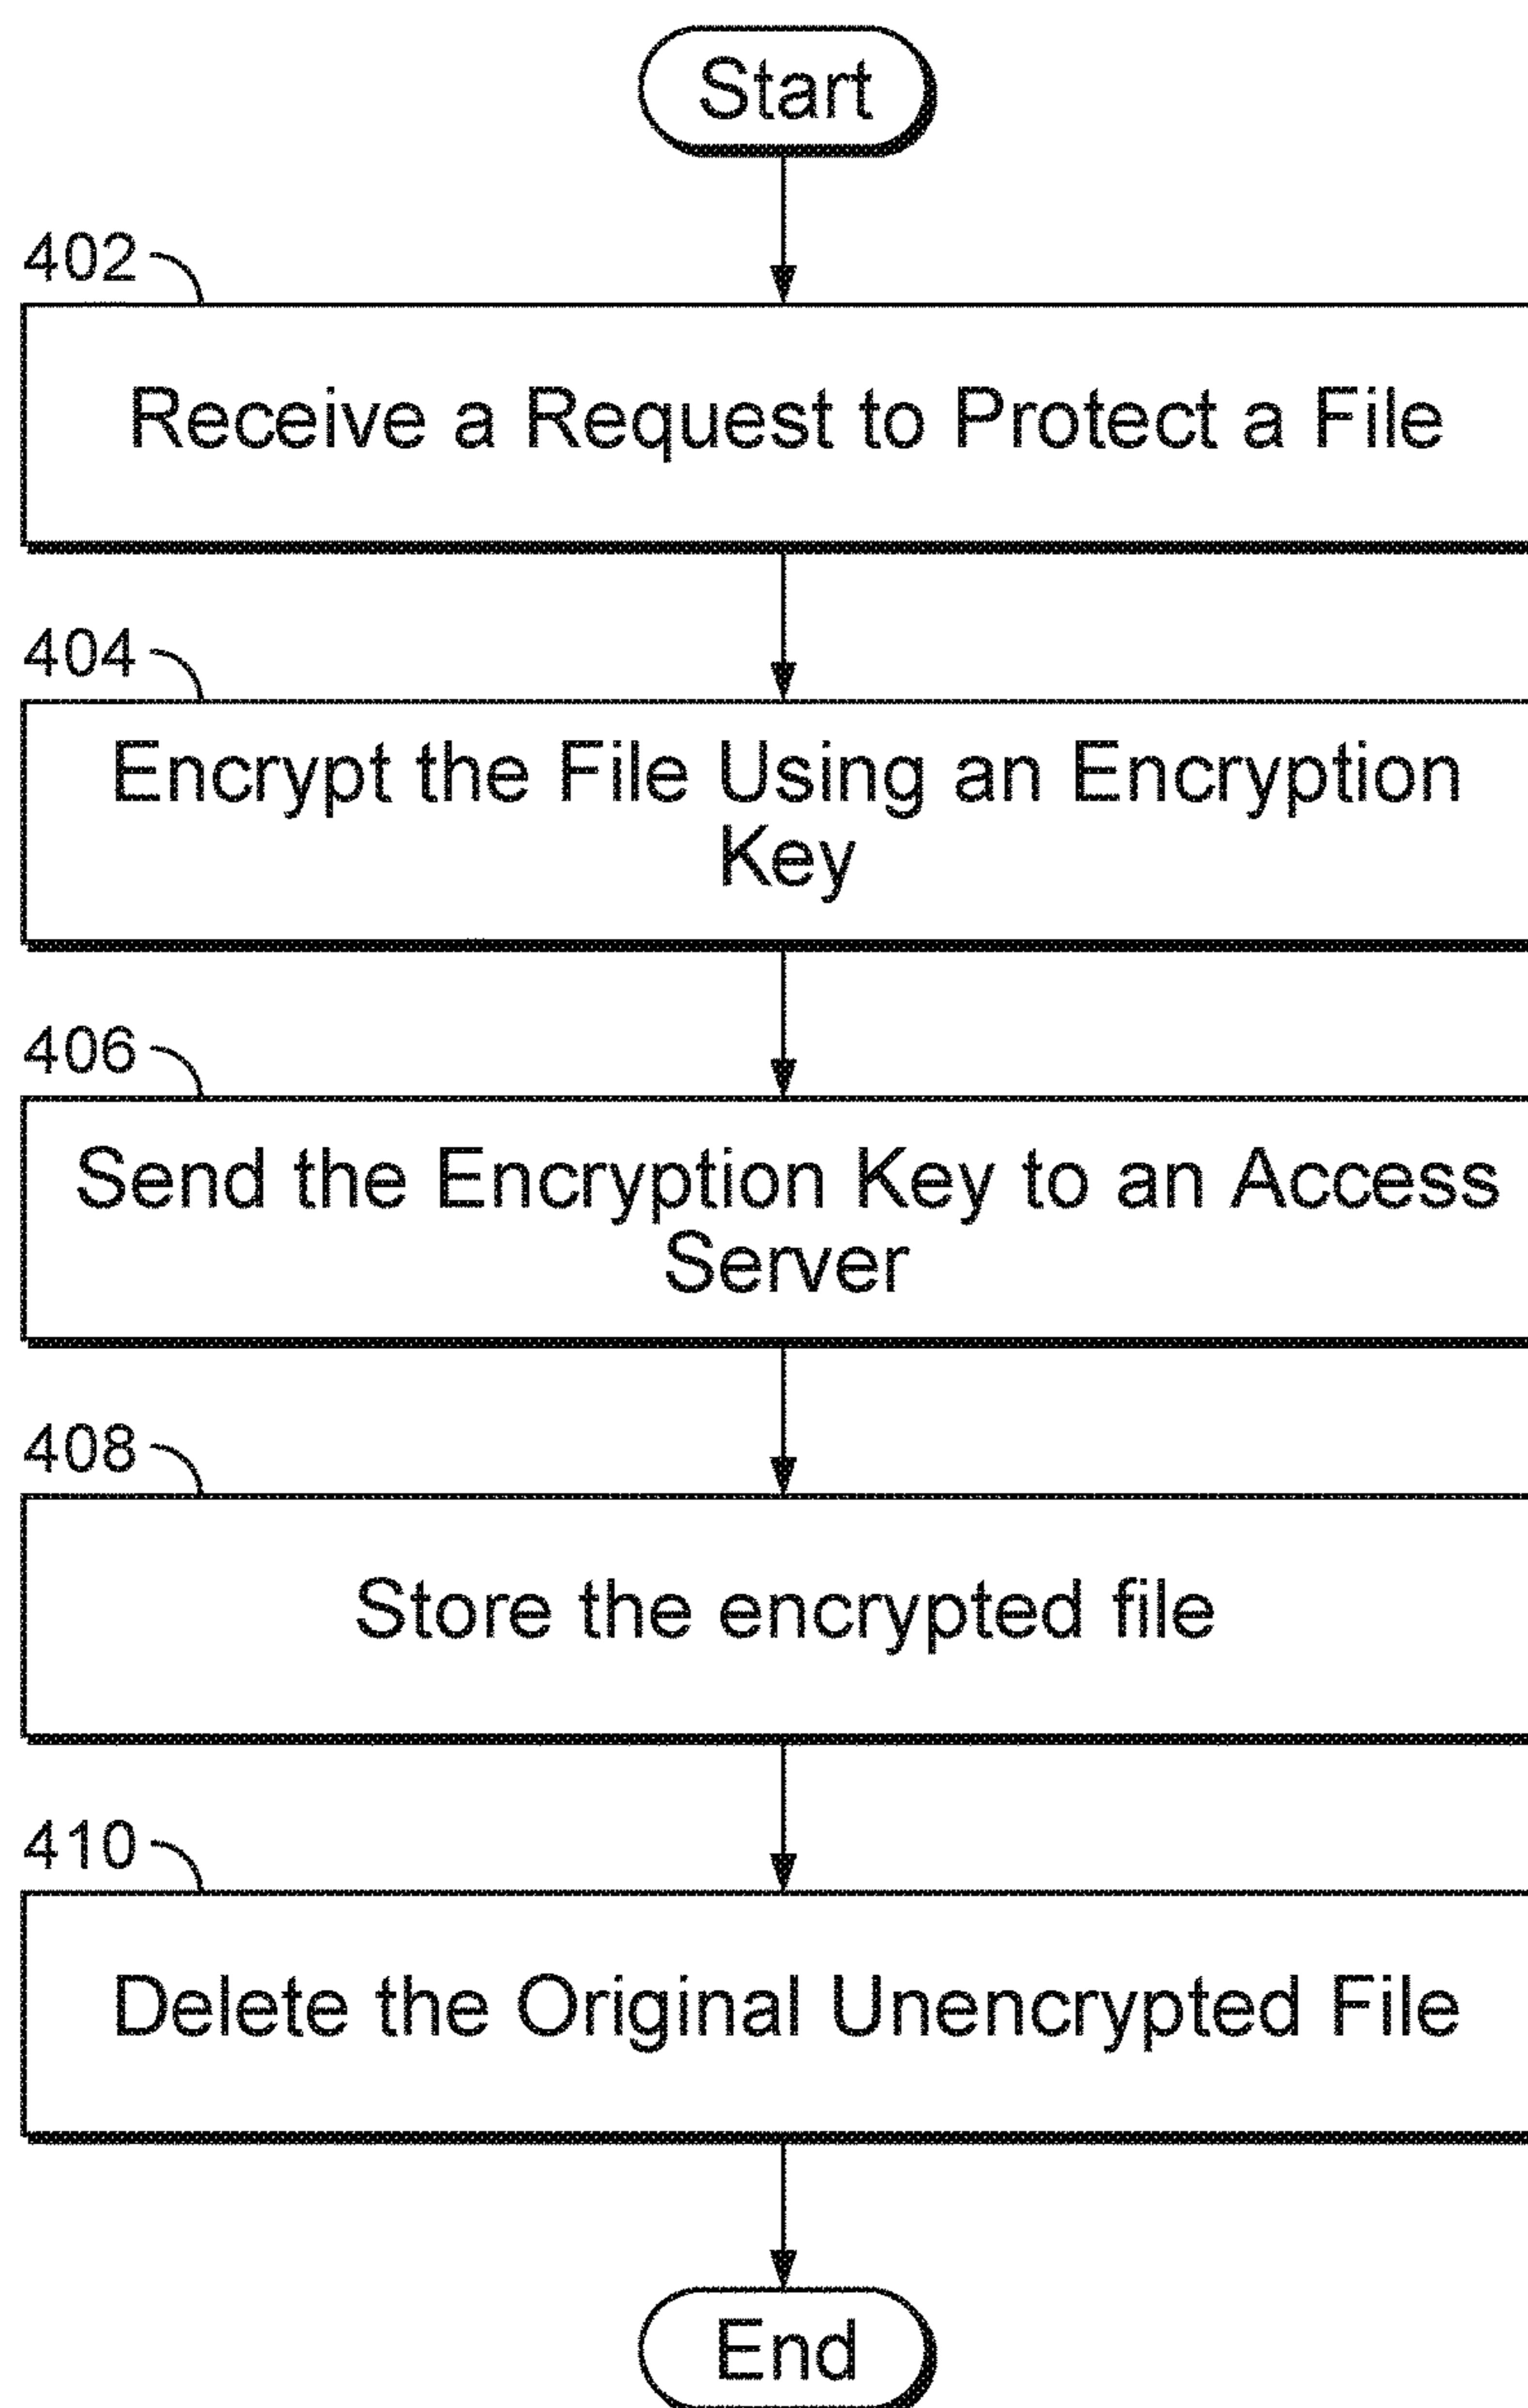 Start
402
Receive a Request to Protect a File
404
Encrypt the File Using an Encryption
Key
406
Send the Encryption Key to an Access
Server
408
Store the encrypted file
410
Delete the Original Unencrypted File
End